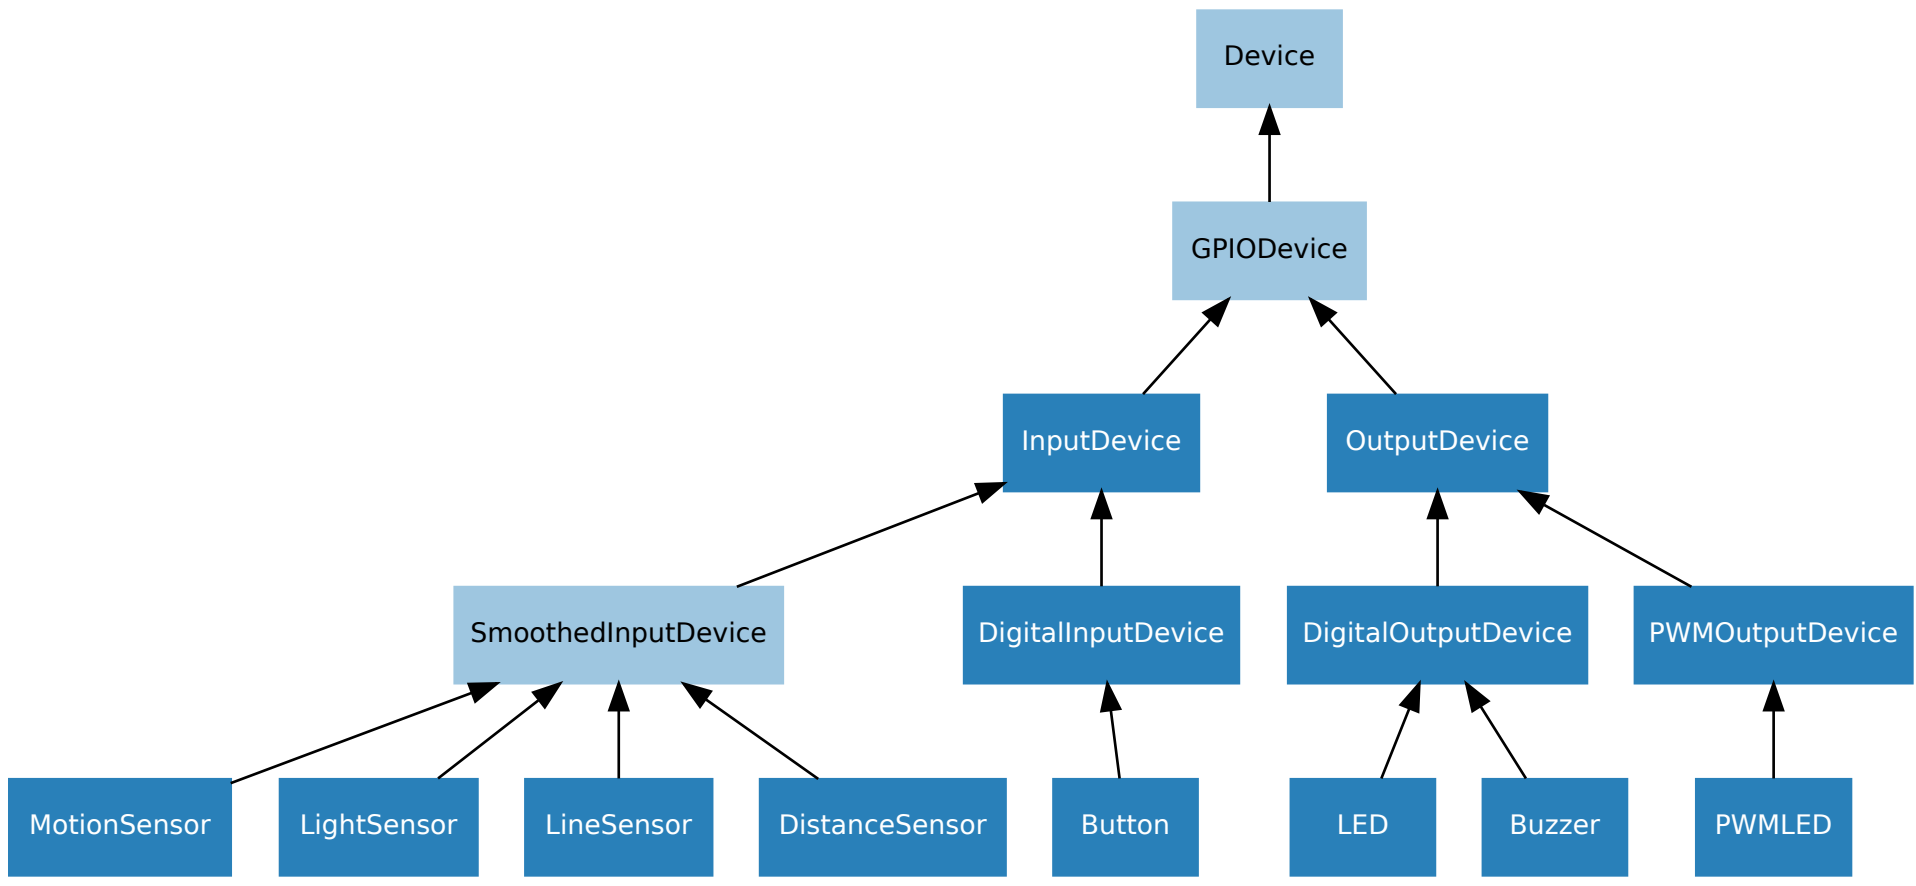 Device
GPIODevice
InputDevice
OutputDevice
SmoothedInputDevice
DigitalInputDevice
DigitalOutputDevice
PWMOutputDevice
MotionSensor
LightSensor
LineSensor
DistanceSensor
Button
LED
Buzzer
PWMLED